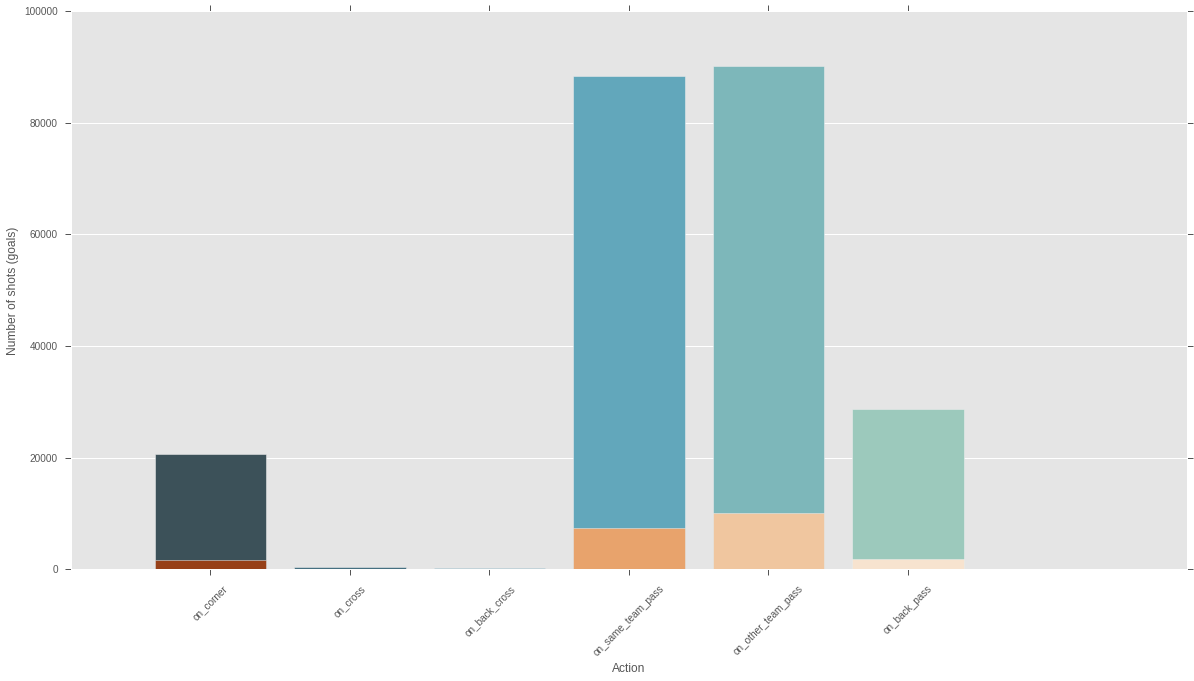 100000
80000
60000
40000
20000
0
Number of shots (goals)
on_corner
on_cross
on_back_cross
on_same_team_pass
on_other_team_pass
on_back_pass
Action